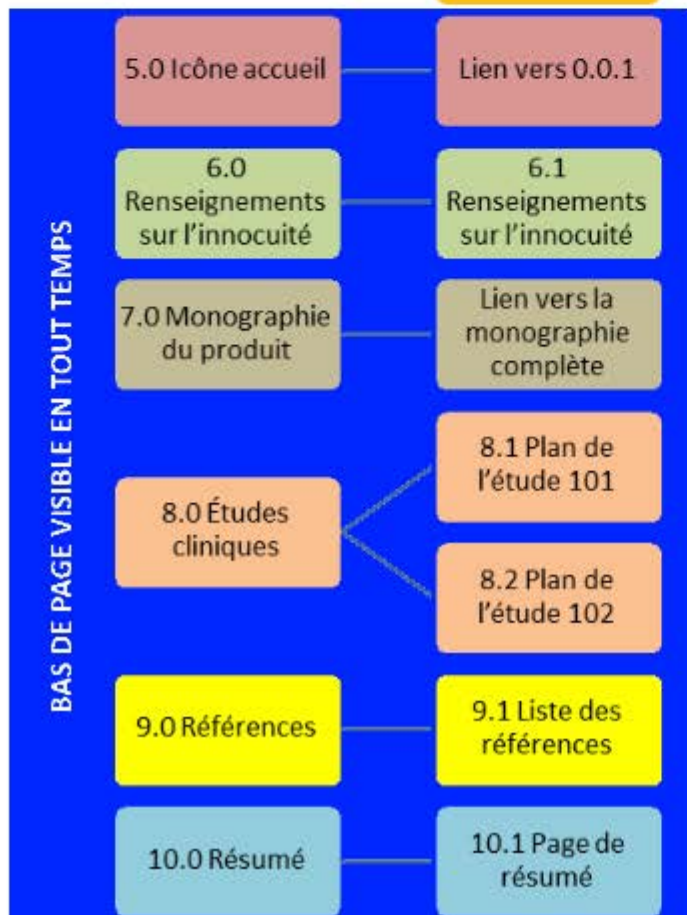 BAS DE PAGE VISIBLE EN TOUT TEMPS
5.0 Icône accueil
Lien vers 0.0.1
6.0
Renseignements
sur l'innocuité
6.1
Renseignements
sur l'innocuité
7.0 Monographie
du produit
Lien vers la
monographie
complète
8.0 Études
cliniques
8.1 Plan de
l'étude 101
8.2 Plan de
l'étude 102
9.0 Références
9.1 Liste des
références
10.0 Résumé
10.1 Page de
résumé